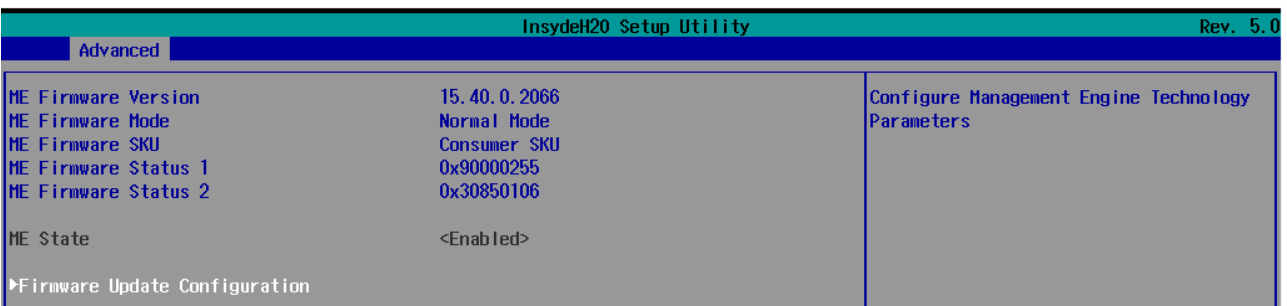 InsydeH20 Setup Utility Rev. 5.0
Advanced
ME Firmware Version 15.40.0.2066 Configure Management Engine Technology
ME Firmware Mode Normal Mode Parameters
ME Firmware SKU Consumer SKU
ME Firmware Status 1 0x90000255
ME Firmware Status 2 0x30850106
ME State <Enabled>
▶Firmware Update Configuration